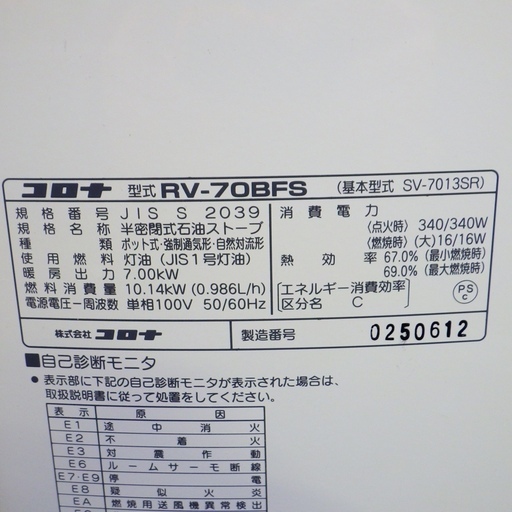 コロナ 型式 RV-70BFS (基本型式 SV-7013SR)
規格番号 JIS S 2039
規格名 半密閉式石油ストーブ
種類 ポット式・強制通気形・自然対流形
使用燃料 灯油 (JIS1号灯油)
暖房出力 7.00kW
燃料消費量 10.14kW (0.986L/h)
電源電圧-周波数 単相100V 50/60Hz
消費電力
(点火時) 340/340W
(燃焼時) (大)16/16W
熱効率 67.0% (最小燃焼時)
69.0% (最大燃焼時)
[エネルギー消費効率]
[区分名 C]
PS C
株式会社 コロナ
製造番号 0250612
■自己診断モニタ
● 表示部に下記の自己診断モニタが表示された場合は、
取扱説明書に従って処置をしてください。
表示 原因
E1 途中消火
E2 不着火
E3 対震作動
E6 ルームサーモ断線
E7・E9 停電
E8 疑似火炎
EA 燃焼用送風機異常検出